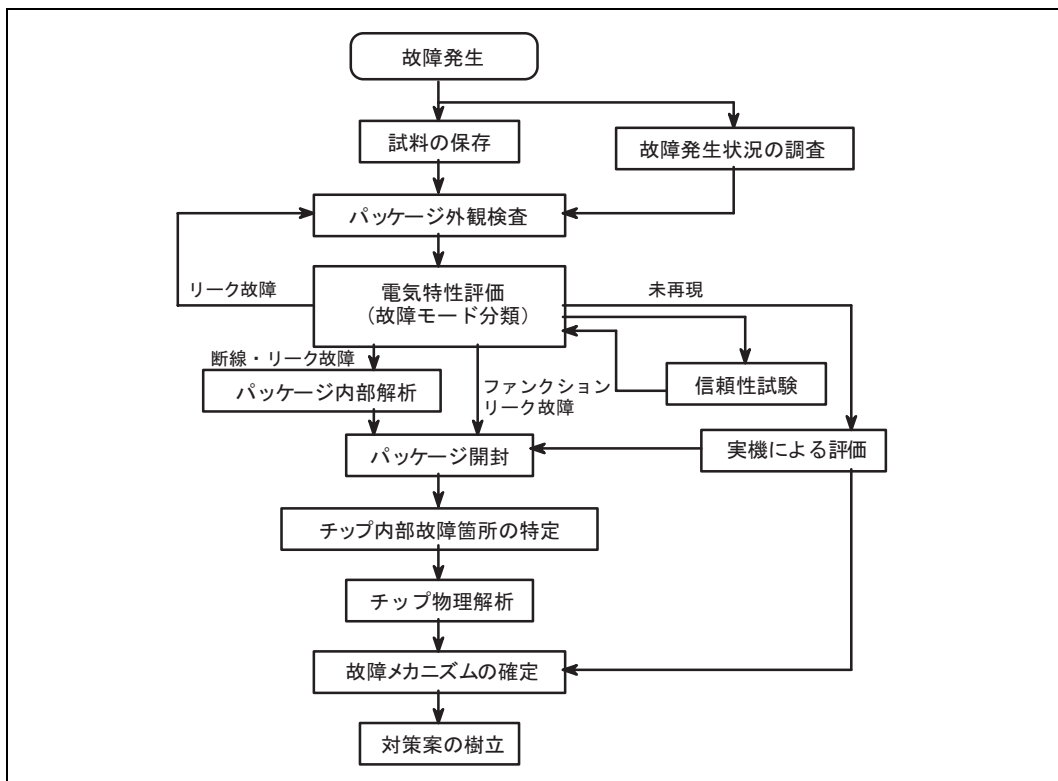 故障発生
試料の保存
故障発生状況の調査
パッケージ外観検査
リーク故障
電気特性評価
(故障モード分類)
未再現
断線・リーク故障
パッケージ内部解析
ファンクション
リーク故障
信頼性試験
パッケージ開封
実機による評価
チップ内部故障箇所の特定
チップ物理解析
故障メカニズムの確定
対策案の樹立